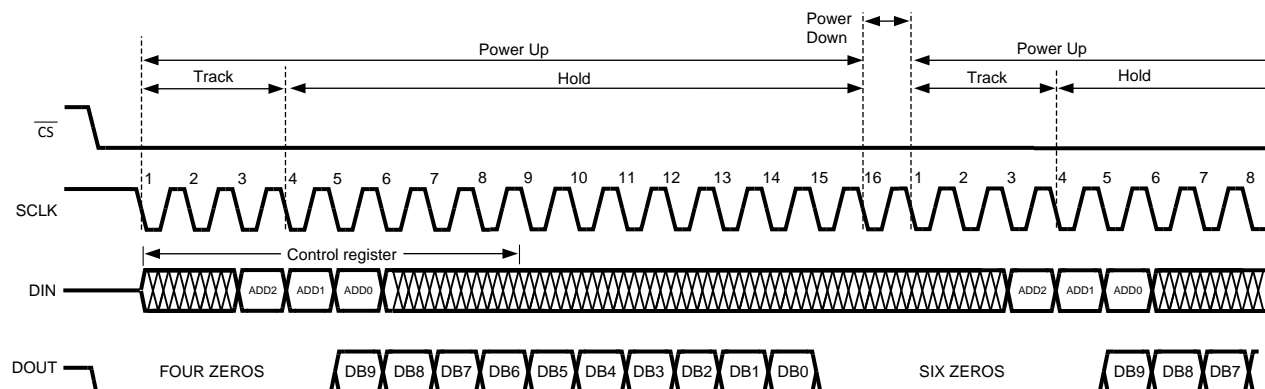 Power Down
Power Up
Power Up
Track
Hold
Track
Hold
CS
1 2 3 4 5 6 7 8 9 10 11 12 13 14 15 16 1 2 3 4 5 6 7 8
SCLK
Control register
DIN
ADD2 ADD1 ADD0 ADD2 ADD1 ADD0
DOUT
FOUR ZEROS DB9 DB8 DB7 DB6 DB5 DB4 DB3 DB2 DB1 DB0 SIX ZEROS DB9 DB8 DB7